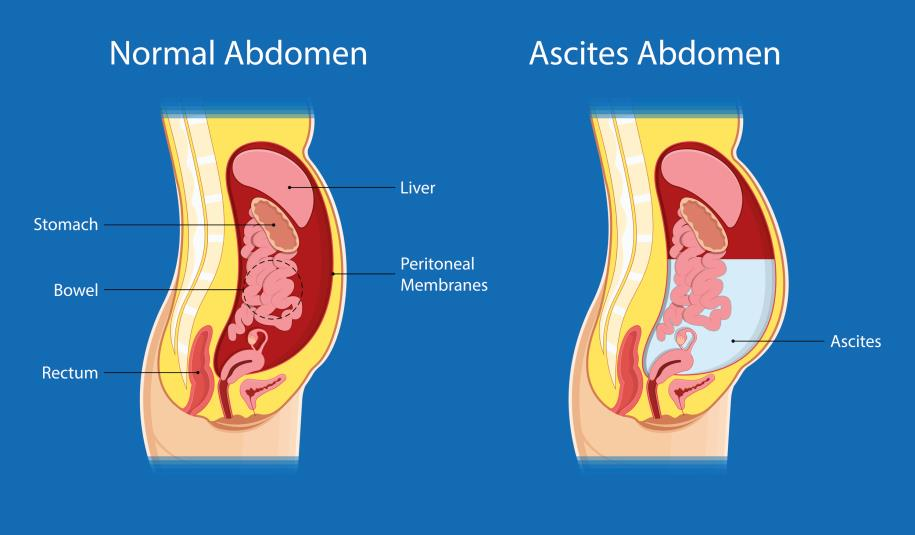 Normal Abdomen
Ascites Abdomen
Liver
Stomach
Peritoneal
Membranes
Bowel
Rectum
Ascites